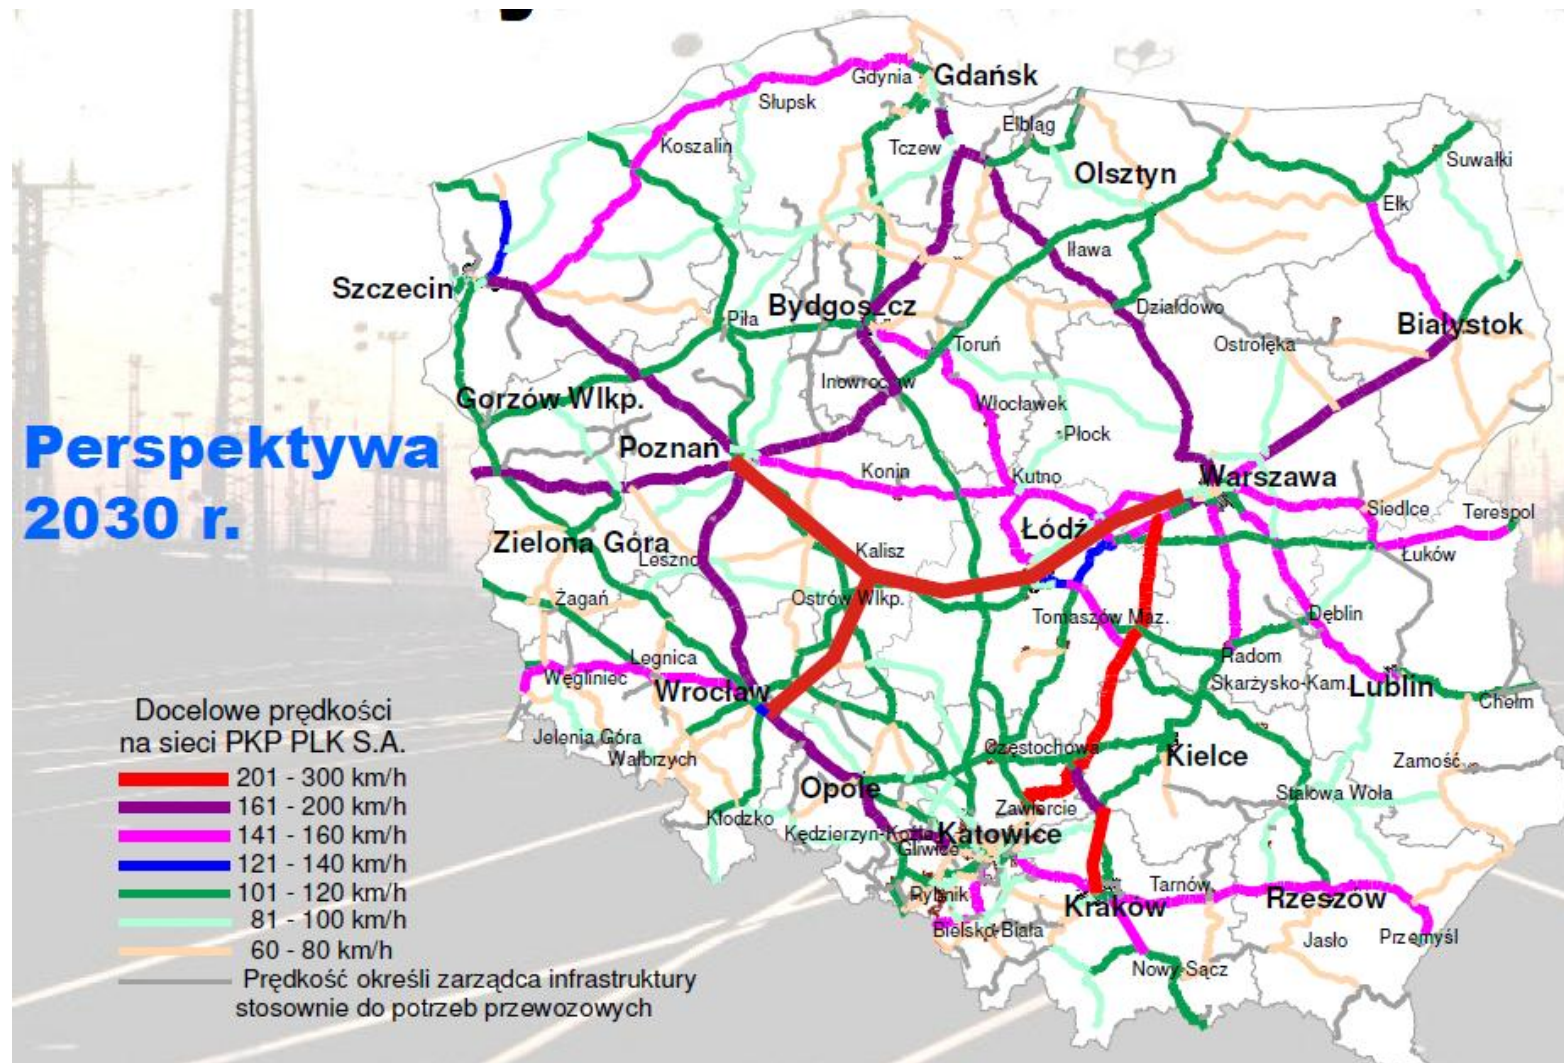 Gdańsk
Gdynia
Słupsk
Elbląg
Koszalin
Tczew
Suwałki
Olsztyn
Ełk
Iława
Szczecin
Bydgoszcz
Działdowo
Piła
Białystok
Toruń
Ostrołęka
Inowrocław
Gorzów Wlkp.
Włocławek
Perspektywa
2030 r.
Płock
Poznań
Konin
Kutno
Warszawa
Siedlce
Terespol
Łódź
Zielona Góra
Kalisz
Łuków
Leszno
Żagań
Ostrów Wlkp.
Tomaszów Maz.
Dęblin
Legnica
Radom
Węgliniec
Wrocław
Skarżysko-Kam.
Lublin
Chełm
Jelenia Góra
Częstochowa
Wałbrzych
Kielce
Zamość
Opole
Stalowa Wola
Zawiercie
Kłodzko
Kędzierzyn-Koźle
Katowice
Gliwice
Rybnik
Tarnów
Rzeszów
Kraków
Bielsko-Biała
Jasło
Przemyśl
Nowy-Sącz
Docelowe prędkości
na sieci PKP PLK S.A.
201 - 300 km/h
161 - 200 km/h
141 - 160 km/h
121 - 140 km/h
101 - 120 km/h
81 - 100 km/h
60 - 80 km/h
Prędkość określi zarządca infrastruktury
stosownie do potrzeb przewozowych